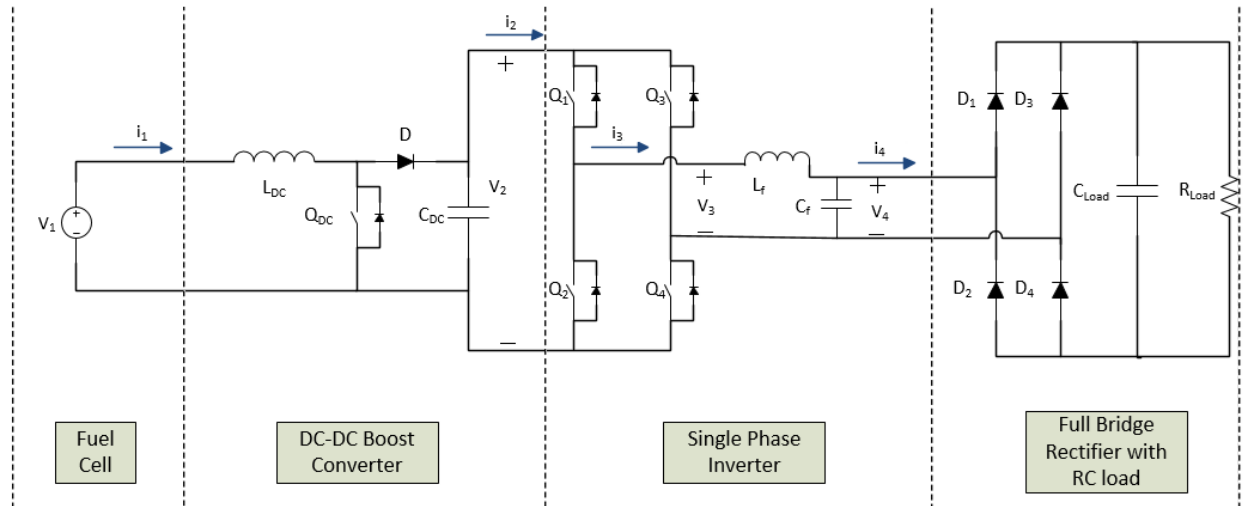 i2
i1
D
LDC
QDC
CDC
V1
+
−
+
V2
−
Q1
Q3
i3
+
V3
−
Lf
Cf
i4
+
V4
−
Q2
Q4
D1
D3
D2
D4
CLoad
RLoad
Fuel
Cell
DC-DC Boost
Converter
Single Phase
Inverter
Full Bridge
Rectifier with
RC load